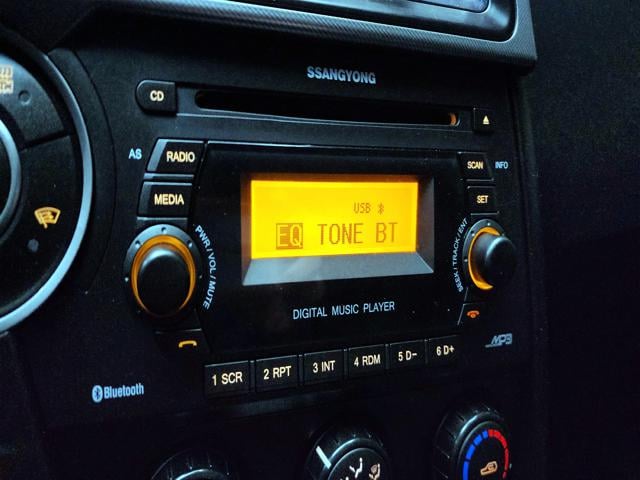 SSANGYONG
CD
AS
RADIO
SCAN
INFO
MEDIA
SET
USB
EQ TONE BT
PWR/VOL/MUTE
SEEK/TRACK/ENT
DIGITAL MUSIC PLAYER
MP3
1 SCR
2 RPT
3 INT
4 RDM
5 D-
6 D+
Bluetooth